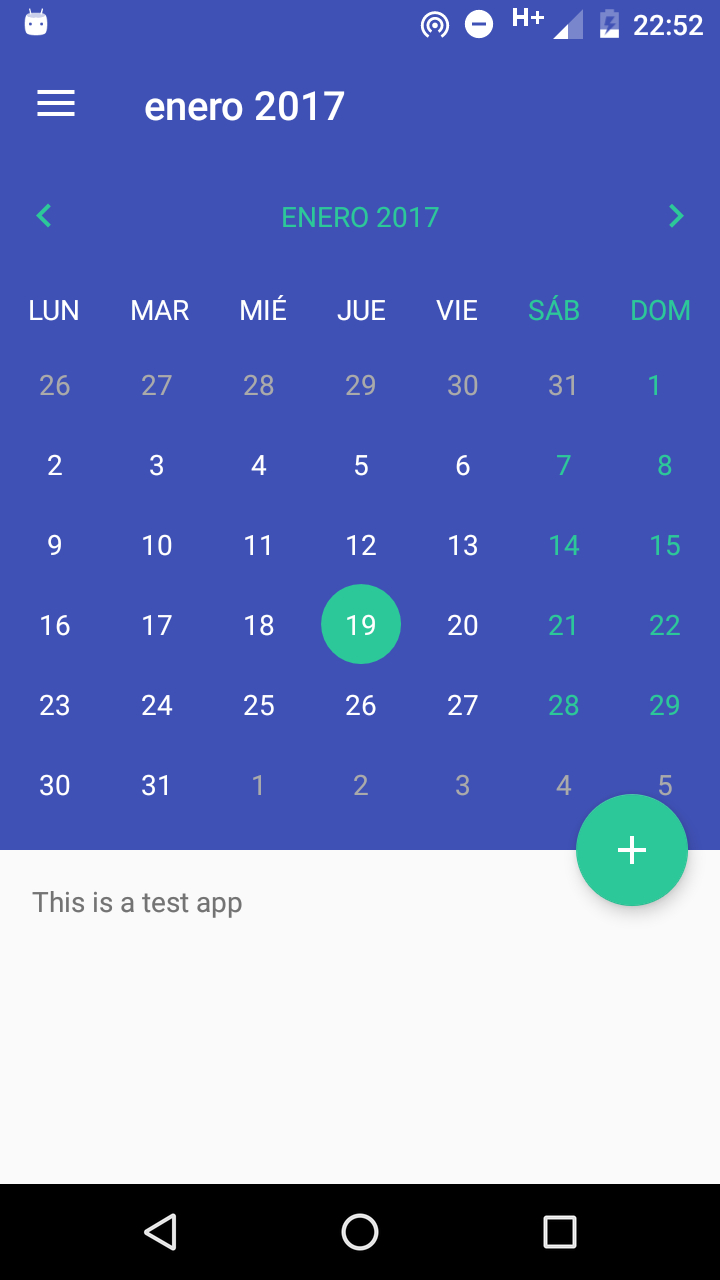 H+ 22:52
enero 2017
ENERO 2017
LUN MAR MIÉ JUE VIE SÁB DOM
26 27 28 29 30 31 1
2 3 4 5 6 7 8
9 10 11 12 13 14 15
16 17 18 19 20 21 22
23 24 25 26 27 28 29
30 31 1 2 3 4 5
+
This is a test app